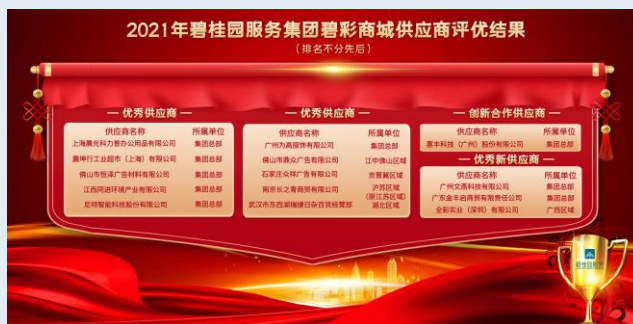 2021年碧桂园服务集团碧彩商城供应商评优结果
（排名不分先后）
优秀供应商
供应商名称 所属单位
上海晨光科力普办公用品有限公司 集团总部
震坤行工业超市（上海）有限公司 集团总部
佛山市恒泽广告材料有限公司 集团总部
江西同进环境产业有限公司 集团总部
尼特智能科技股份有限公司 集团总部
优秀供应商
供应商名称 所属单位
广州为高服饰有限公司 集团总部
佛山市鼎众广告有限公司 江中佛山区域
石家庄众祥广告有限公司 京晋冀区域
南京长之青商贸有限公司 沪苏区域
（原江苏区域）
武汉市东西湖瑞捷日杂百货经营部 湖北区域
创新合作供应商
供应商名称 所属单位
惠丰科技（广州）股份有限公司 集团总部
优秀新供应商
供应商名称 所属单位
广州文燕科技有限公司 集团总部
广东金丰启商贸有限责任公司 集团总部
全彩实业（深圳）有限公司 广西区域
碧桂园服务